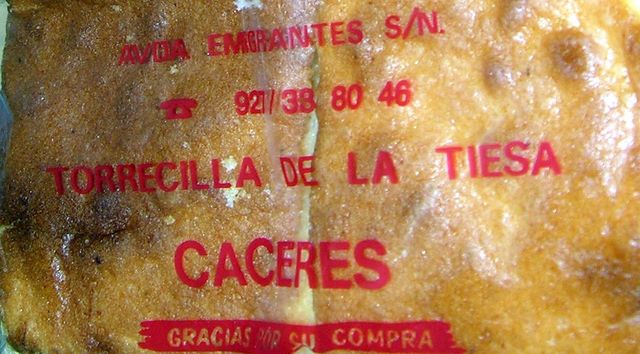 AVDA EMIGRANTES S/N.
☎ 927/38 80 46
TORRECILLA DE LA TIESA
CACERES
GRACIAS POR SU COMPRA